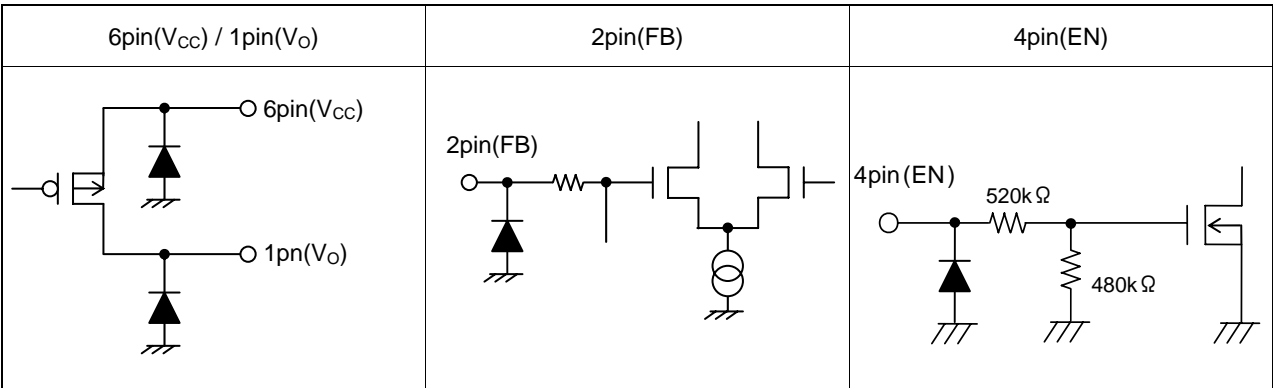 6pin(VCC) / 1pin(VO)
2pin(FB)
4pin(EN)
6pin(VCC)
1pn(VO)
2pin(FB)
4pin(EN)
520kΩ
480kΩ